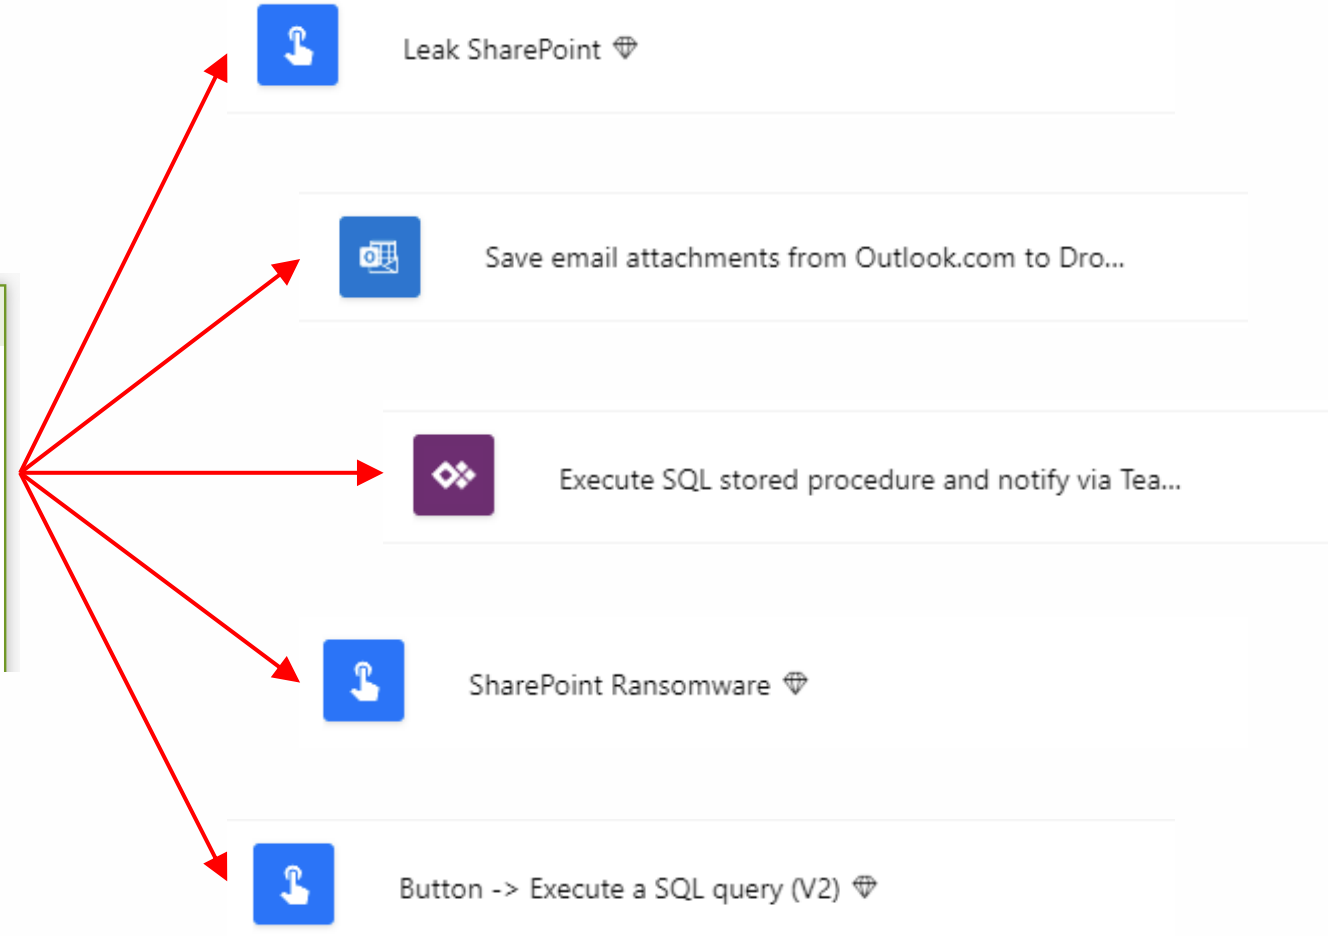 Leak SharePoint
Save email attachments from Outlook.com to Dro...
Execute SQL stored procedure and notify via Tea...
SharePoint Ransomware
Button -> Execute a SQL query (V2)